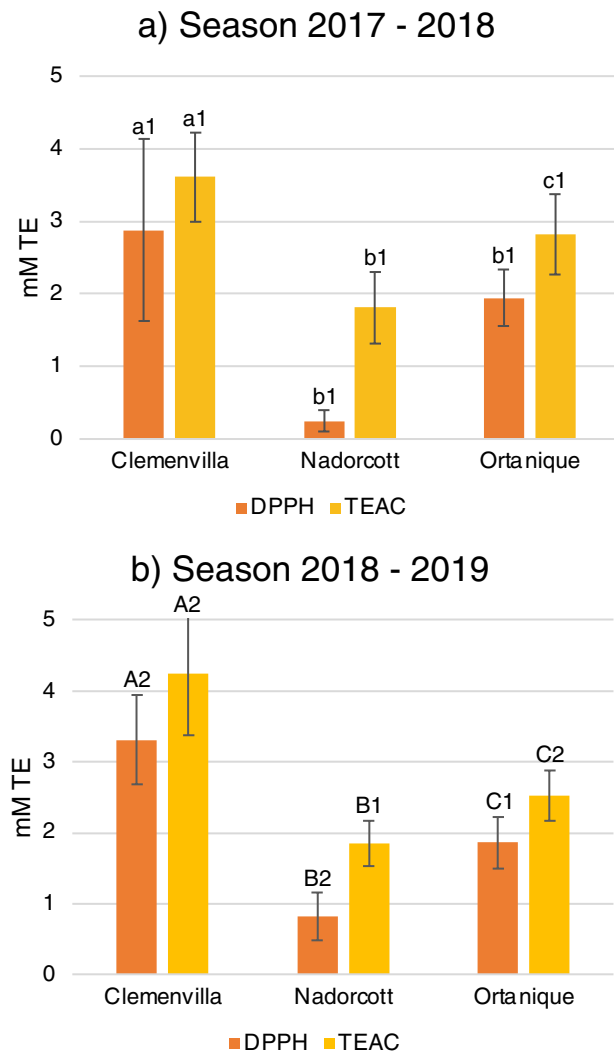 a) Season 2017 - 2018
5
4
3
2
1
0
mM TE
a1
a1
b1
b1
b1
c1
Clemenvilla
Nadorcott
Ortanique
DPPH
TEAC
b) Season 2018 - 2019
5
4
3
2
1
0
mM TE
A2
A2
B2
B1
C1
C2
Clemenvilla
Nadorcott
Ortanique
DPPH
TEAC